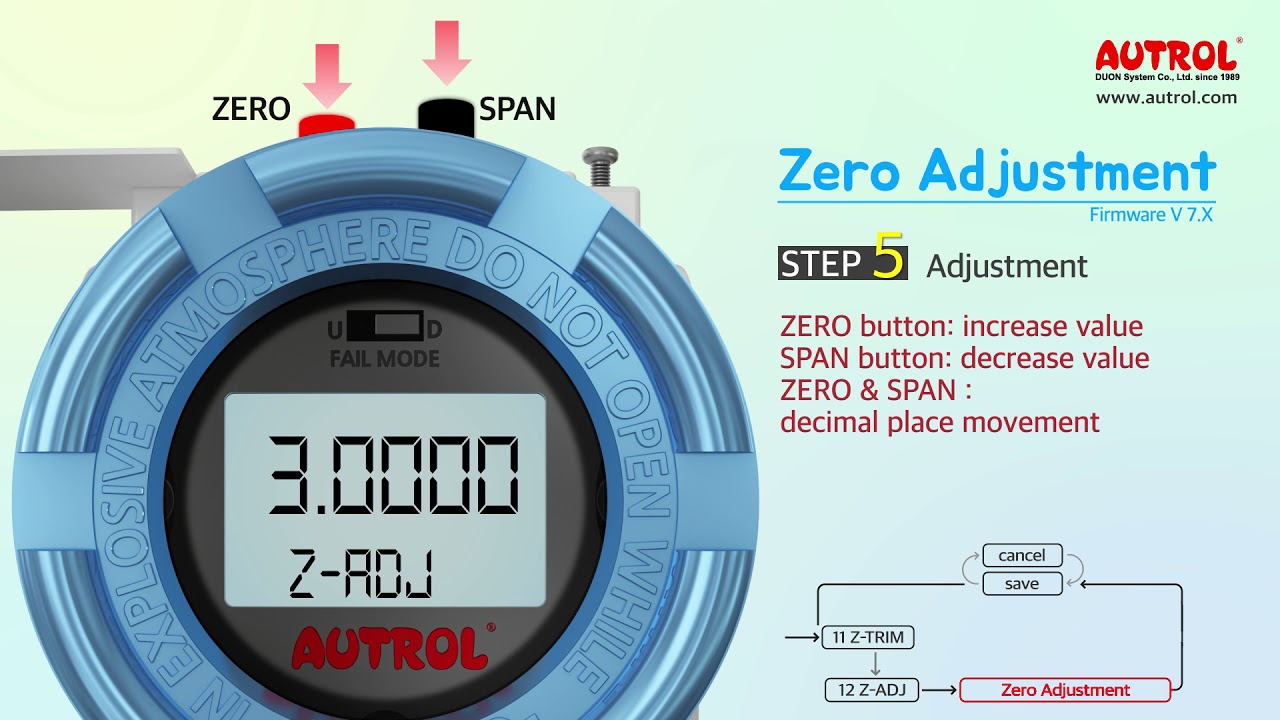 AUTROL®
DUON System Co., Ltd. since 1989
www.autrol.com
ZERO
SPAN
Zero Adjustment
Firmware V 7.X
STEP 5 Adjustment
ZERO button: increase value
SPAN button: decrease value
ZERO & SPAN :
decimal place movement
IN EXPLOSIVE ATMOSPHERE DO NOT OPEN WHILE
U D
FAIL MODE
3.0000
Z-ADJ
AUTROL®
cancel
save
11 Z-TRIM
12 Z-ADJ
Zero Adjustment